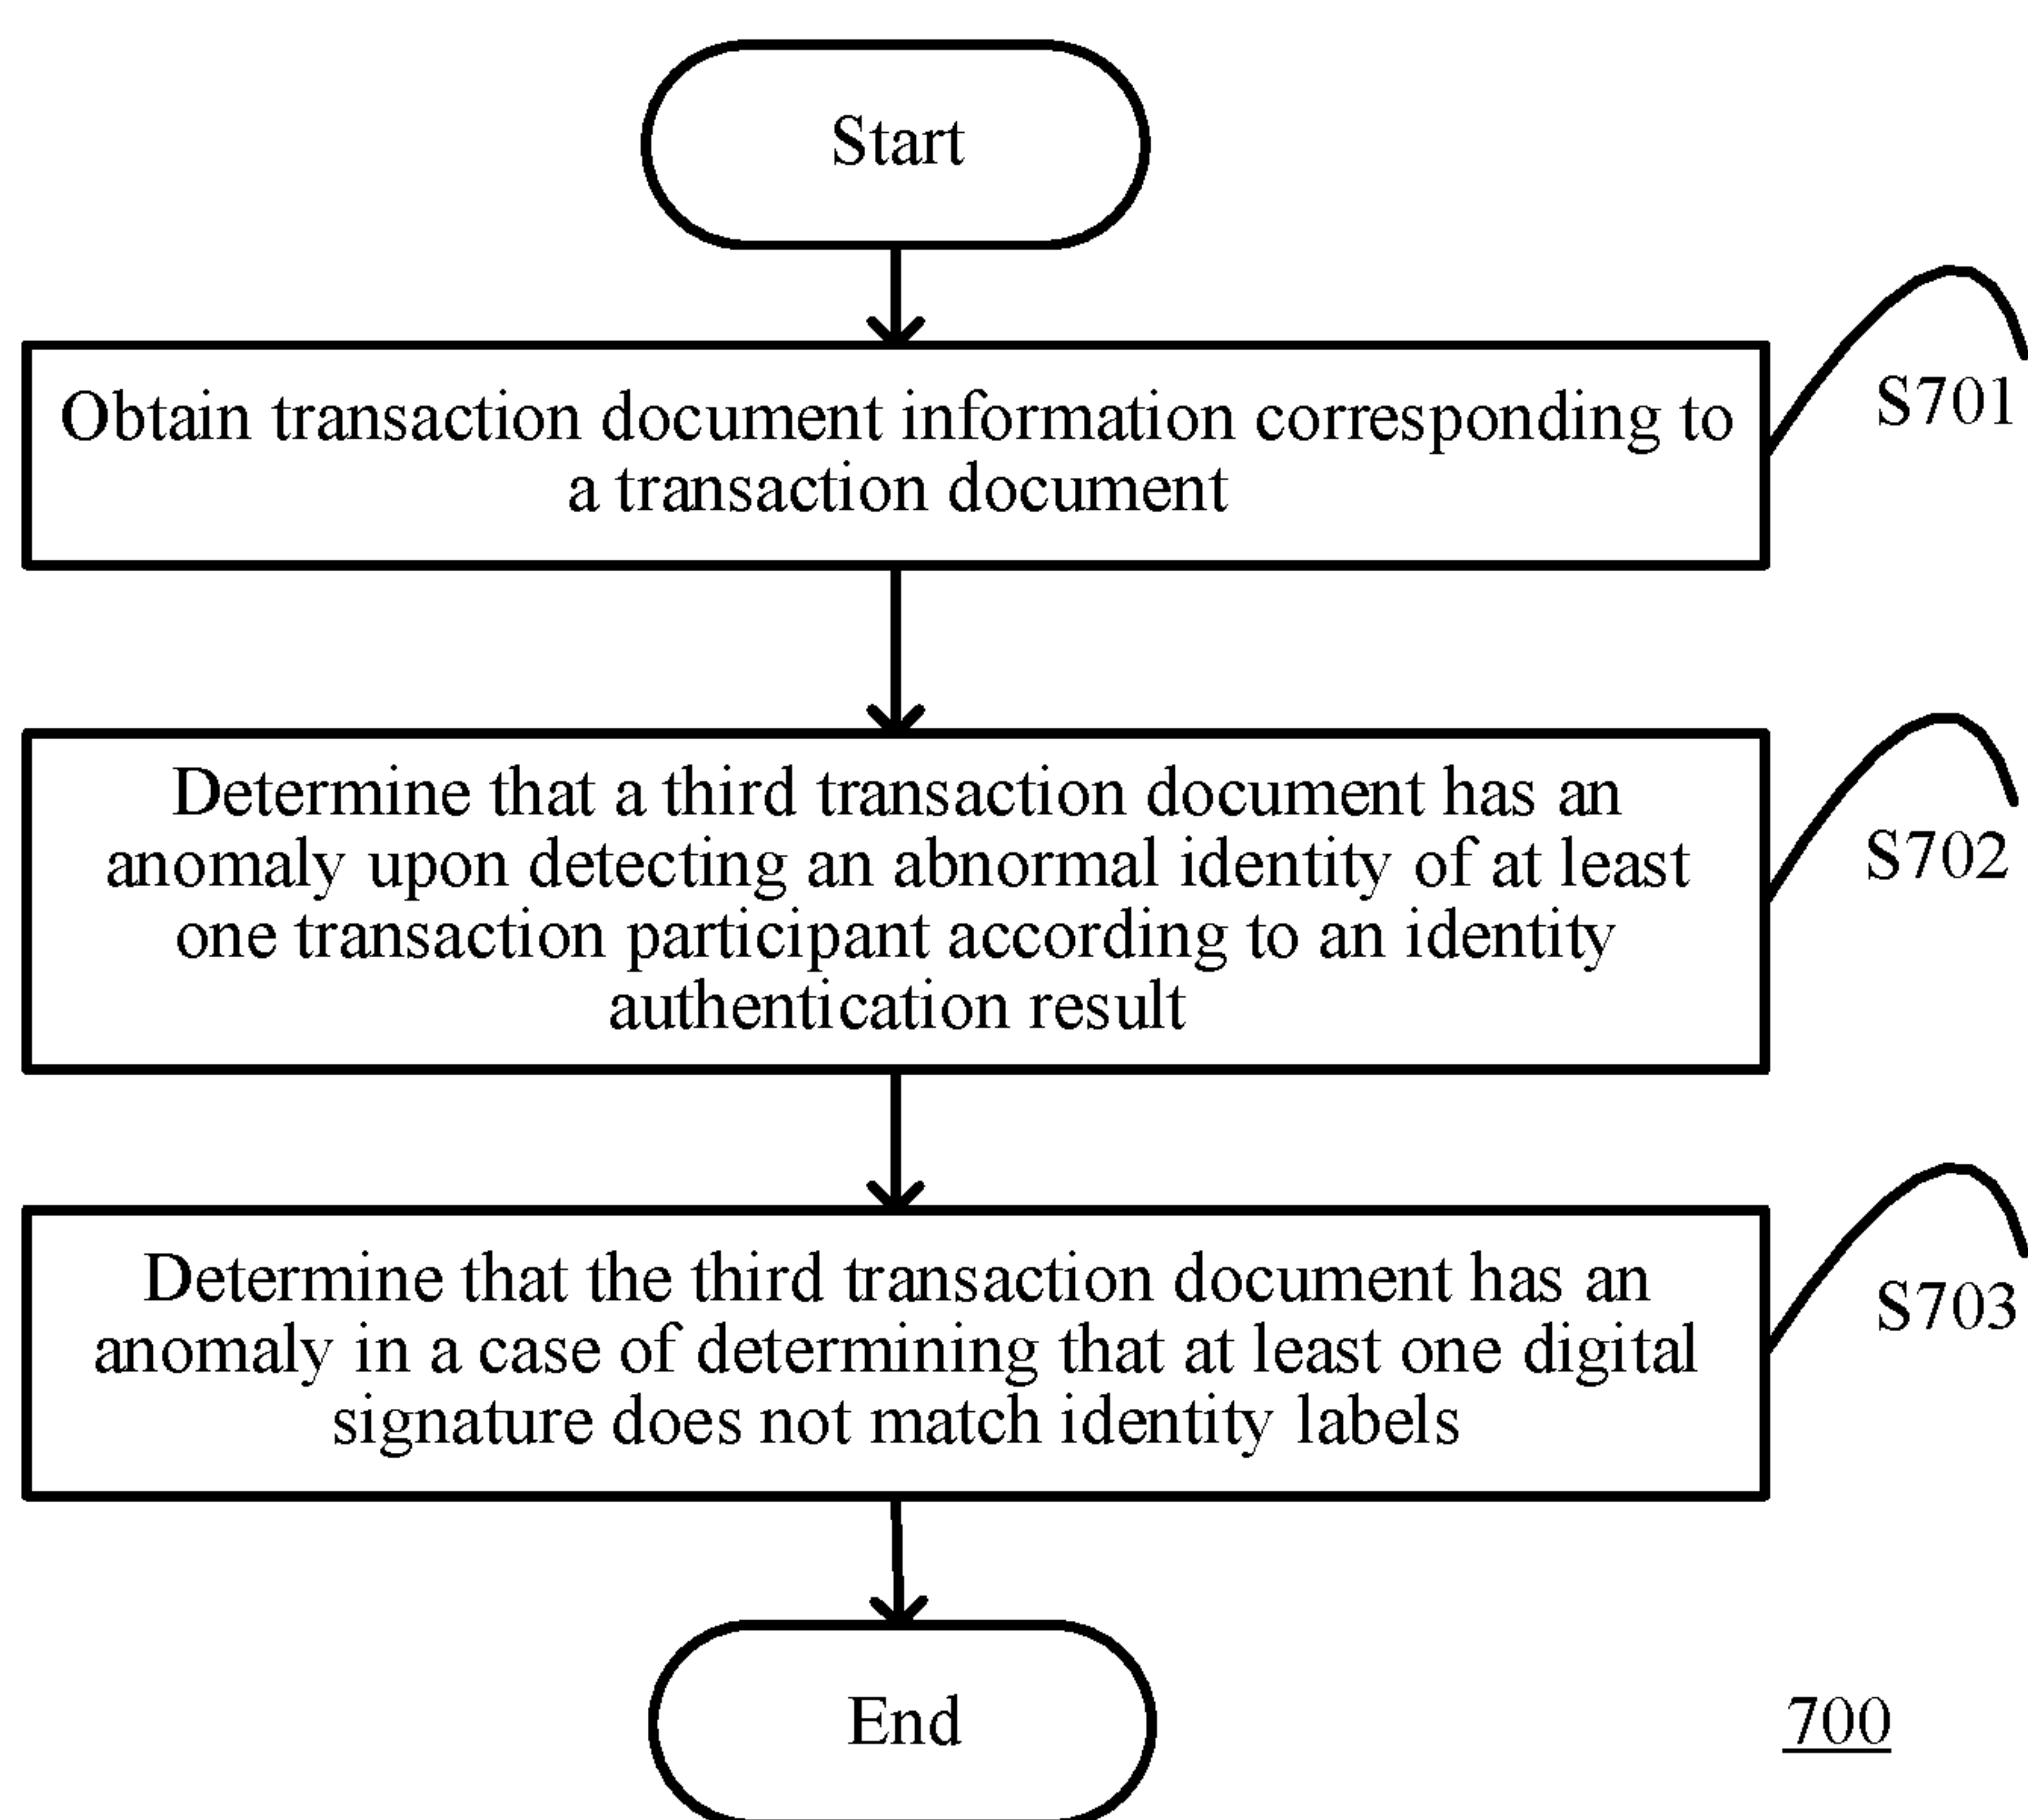 Start
Obtain transaction document information corresponding to
a transaction document
S701
Determine that a third transaction document has an
anomaly upon detecting an abnormal identity of at least
one transaction participant according to an identity
authentication result
S702
Determine that the third transaction document has an
anomaly in a case of determining that at least one digital
signature does not match identity labels
S703
End
700